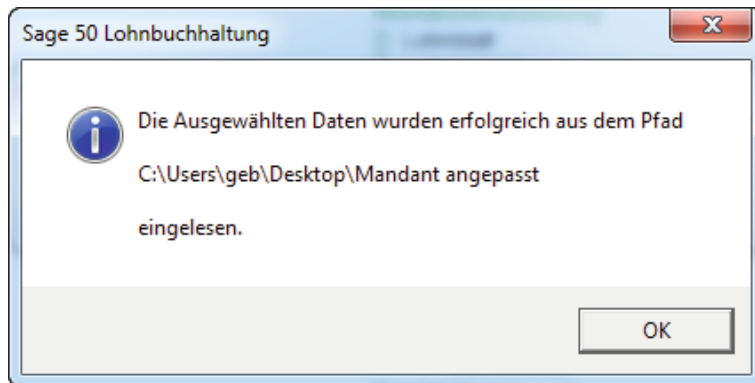 Sage 50 Lohnbuchhaltung
Die Ausgewählten Daten wurden erfolgreich aus dem Pfad
C:\Users\geb\Desktop\Mandant angepasst
eingelesen.
OK